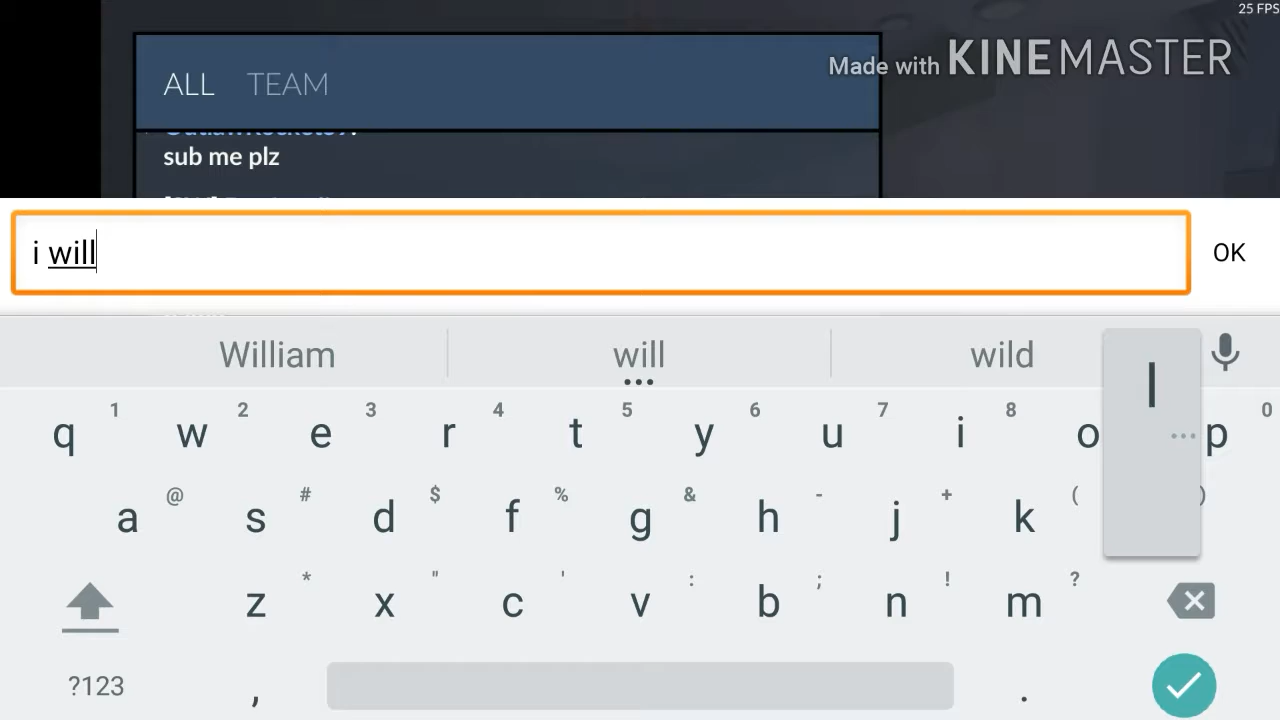 25 FPS
Made with KINEMASTER
ALL TEAM
sub me plz
i will
OK
William will wild
1 2 3 4 5 6 7 8 0
q w e r t y u i o p
@ # $ % & - + ( )
a s d f g h j k l
* " ' : ; ! ?
z x c v b n m
?123 , .